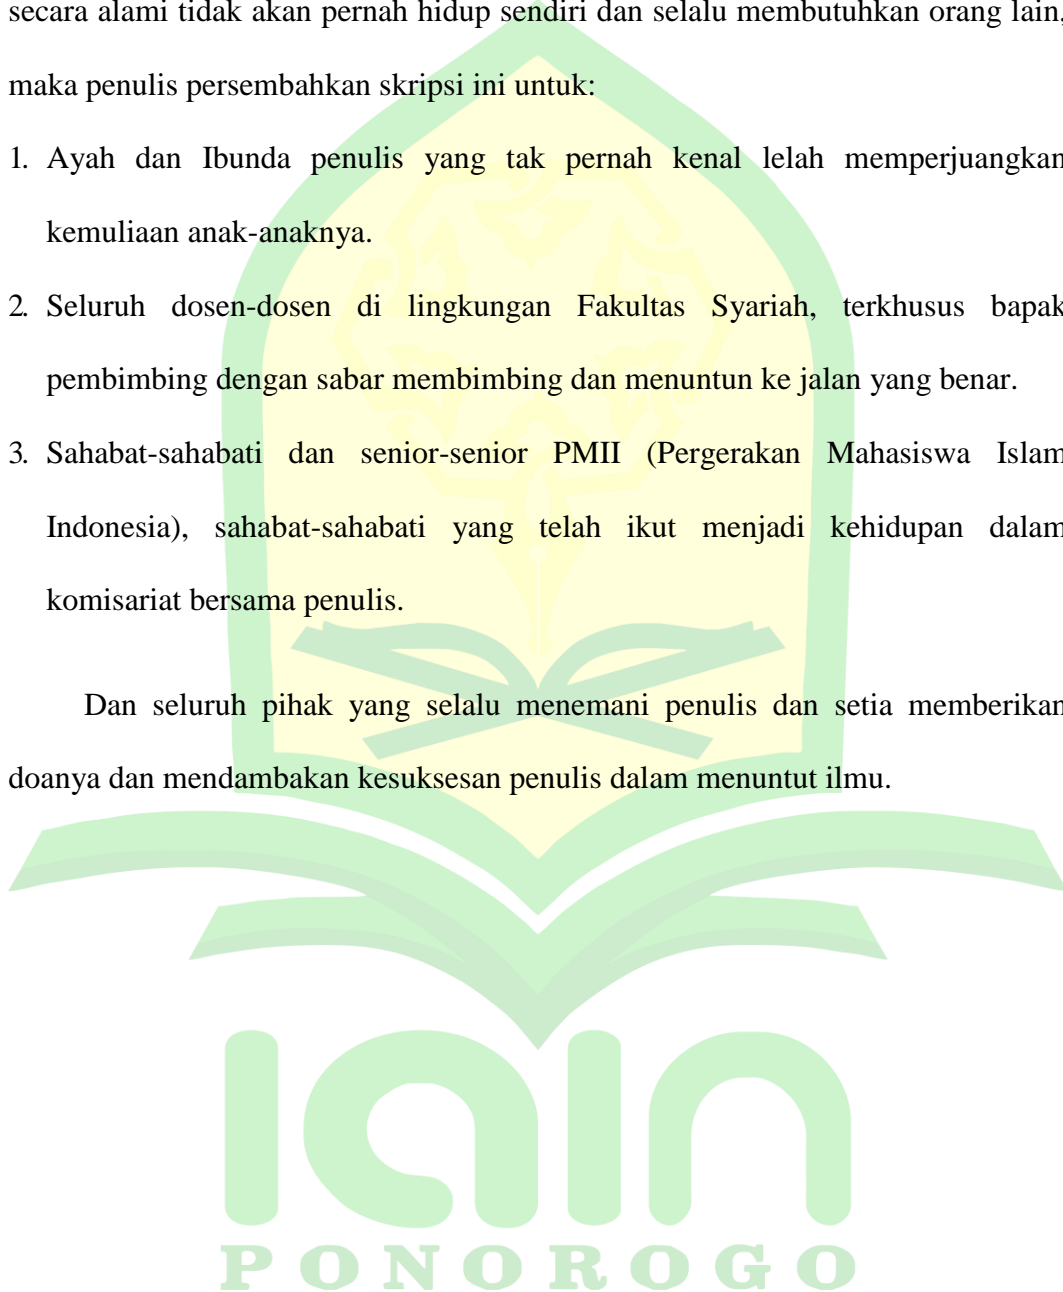 secara alami tidak akan pernah hidup sendiri dan selalu membutuhkan orang lain,
maka penulis persembahkan skripsi ini untuk:
1. Ayah dan Ibunda penulis yang tak pernah kenal lelah memperjuangkan
kemuliaan anak-anaknya.
2. Seluruh dosen-dosen di lingkungan Fakultas Syariah, terkhusus bapak
pembimbing dengan sabar membimbing dan menuntun ke jalan yang benar.
3. Sahabat-sahabati dan senior-senior PMII (Pergerakan Mahasiswa Islam
Indonesia), sahabat-sahabati yang telah ikut menjadi kehidupan dalam
komisariat bersama penulis.
Dan seluruh pihak yang selalu menemani penulis dan setia memberikan
doanya dan mendambakan kesuksesan penulis dalam menuntut ilmu.
iain
PONOROGO